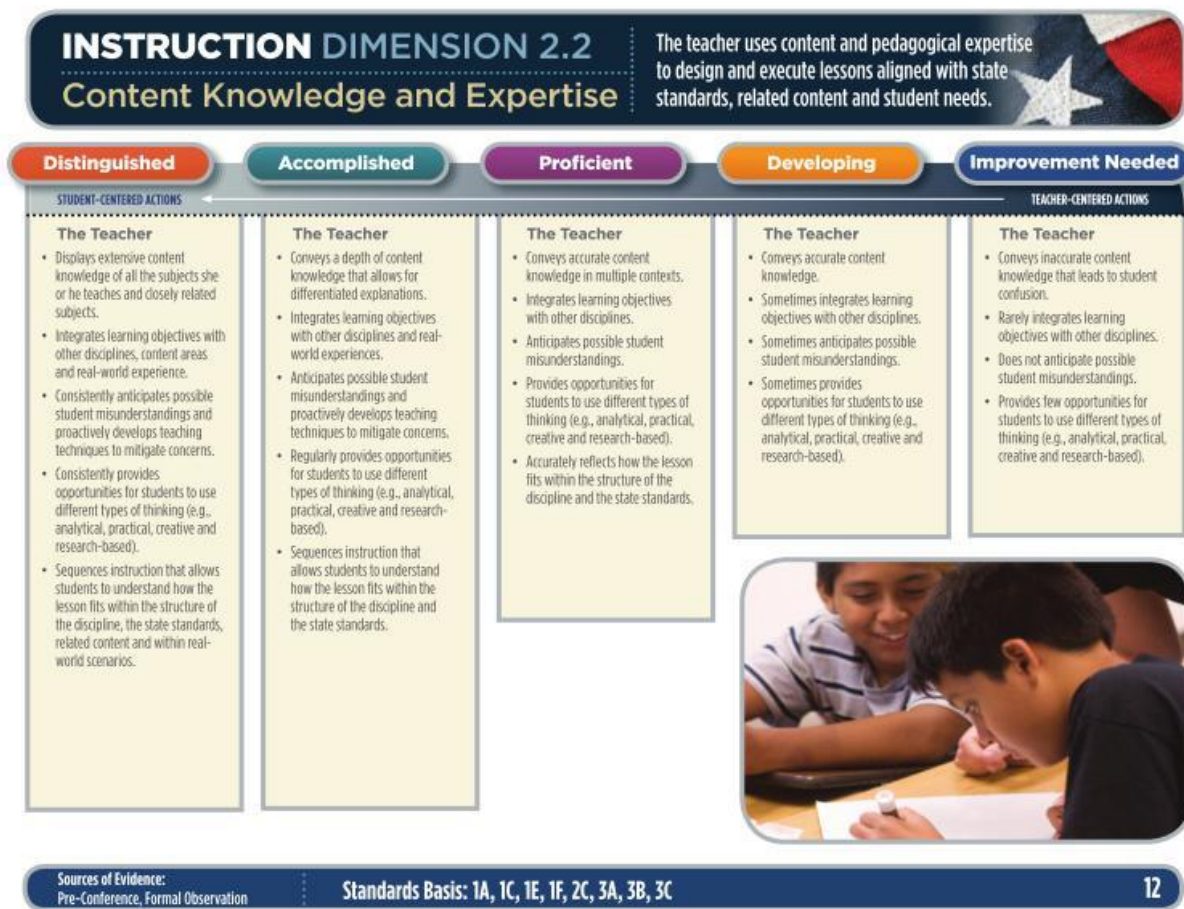 INSTRUCTION DIMENSION 2.2
Content Knowledge and Expertise
The teacher uses content and pedagogical expertise
to design and execute lessons aligned with state
standards, related content and student needs.
Distinguished
Accomplished
Proficient
Developing
Improvement Needed
STUDENT-CENTERED ACTIONS
TEACHER-CENTERED ACTIONS
The Teacher
• Displays extensive content
knowledge of all the subjects she
or he teaches and closely related
subjects.
• Integrates learning objectives with
other disciplines, content areas
and real-world experience.
• Consistently anticipates possible
student misunderstandings and
proactively develops teaching
techniques to mitigate concerns.
• Consistently provides
opportunities for students to use
different types of thinking (e.g.,
analytical, practical, creative and
research-based).
• Sequences instruction that allows
students to understand how the
lesson fits within the structure of
the discipline, the state standards,
related content and within real-
world scenarios.
The Teacher
• Conveys a depth of content
knowledge that allows for
differentiated explanations.
• Integrates learning objectives
with other disciplines and real-
world experiences.
• Anticipates possible student
misunderstandings and
proactively develops teaching
techniques to mitigate concerns.
• Regularly provides opportunities
for students to use different
types of thinking (e.g., analytical,
practical, creative and research-
based).
• Sequences instruction that
allows students to understand
how the lesson fits within the
structure of the discipline and
the state standards.
The Teacher
• Conveys accurate content
knowledge in multiple contexts.
• Integrates learning objectives
with other disciplines.
• Anticipates possible student
misunderstandings.
• Provides opportunities for
students to use different types of
thinking (e.g., analytical, practical,
creative and research-based).
• Accurately reflects how the lesson
fits within the structure of the
discipline and the state standards.
The Teacher
• Conveys accurate content
knowledge.
• Sometimes integrates learning
objectives with other disciplines.
• Sometimes anticipates possible
student misunderstandings.
• Sometimes provides
opportunities for students to use
different types of thinking (e.g.,
analytical, practical, creative and
research-based).
The Teacher
• Conveys inaccurate content
knowledge that leads to student
confusion.
• Rarely integrates learning
objectives with other disciplines.
• Does not anticipate possible
student misunderstandings.
• Provides few opportunities for
students to use different types of
thinking (e.g., analytical, practical,
creative and research-based).
Sources of Evidence:
Pre-Conference, Formal Observation
Standards Basis: 1A, 1C, 1E, 1F, 2C, 3A, 3B, 3C
12